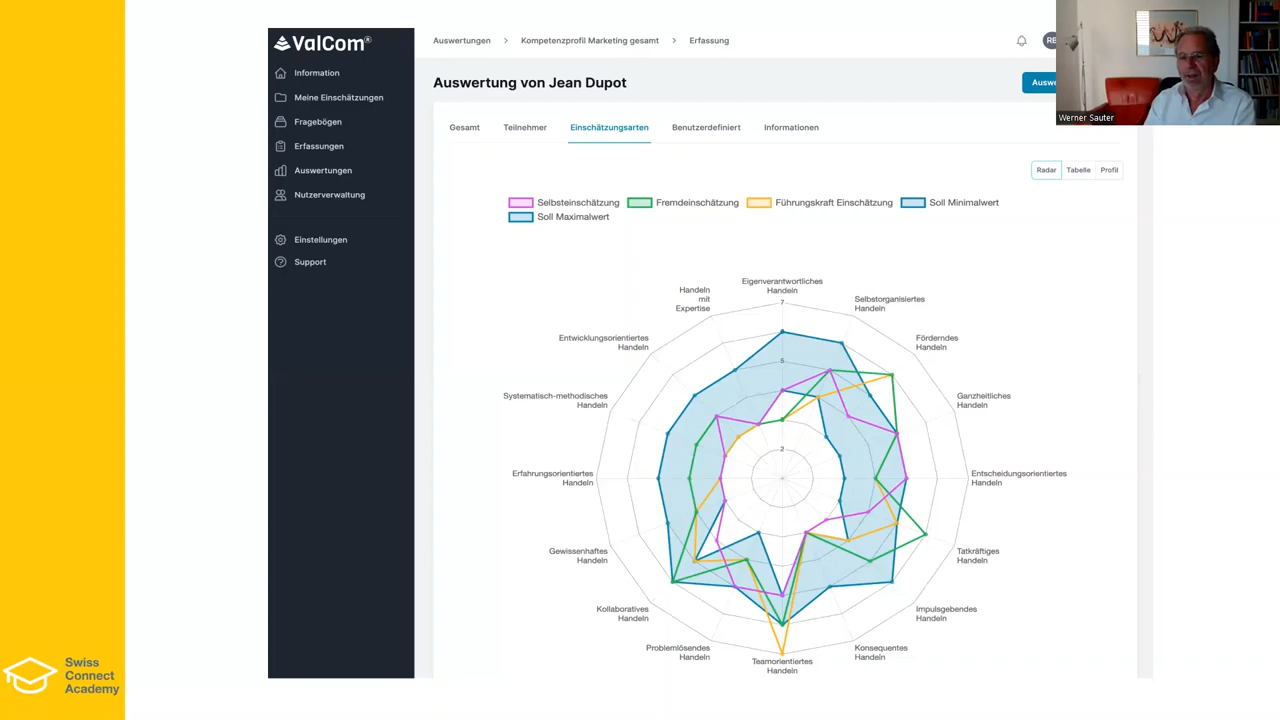 ValCom®
Information
Meine Einschätzungen
Fragebögen
Erfassungen
Auswertungen
Nutzerverwaltung
Einstellungen
Support
Auswertungen > Kompetenzprofil Marketing gesamt > Erfassung
Auswertung von Jean Dupot
Gesamt Teilnehmer Einschätzungsarten Benutzerdefiniert Informationen
Radar Tabelle Profil
Selbsteinschätzung Fremdeinschätzung Führungskraft Einschätzung Soll Minimalwert
Soll Maximalwert
Eigenverantwortliches
Handeln
Selbstorganisiertes
Handeln
Förderndes
Handeln
Ganzheitliches
Handeln
Entscheidungsorientiertes
Handeln
Tatkräftiges
Handeln
Impulsgebendes
Handeln
Konsequentes
Handeln
Teamorientiertes
Handeln
Problemlösendes
Handeln
Kollaboratives
Handeln
Gewissenhaftes
Handeln
Erfahrungsorientiertes
Handeln
Systematisch-methodisches
Handeln
Entwicklungsorientiertes
Handeln
Handeln
mit
Expertise
7
5
2
Werner Sauter
Swiss
Connect
Academy